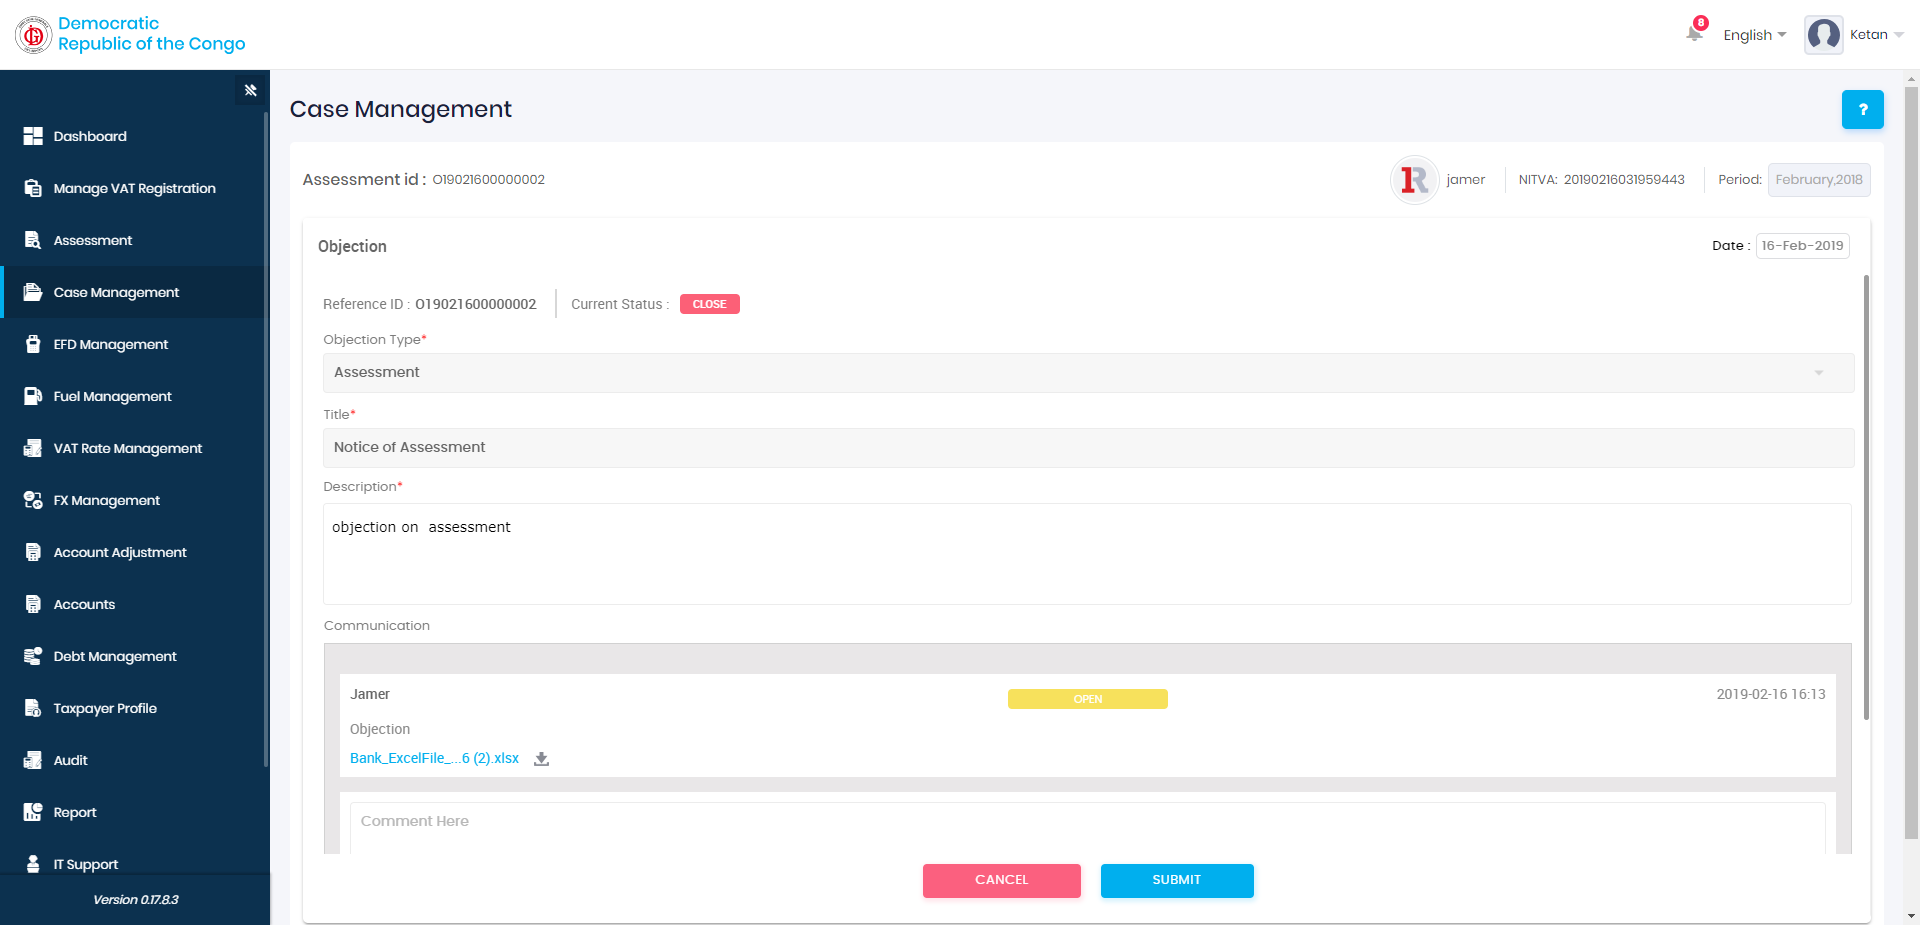 Democratic
Republic of the Congo
8
English
Ketan
Dashboard
Manage VAT Registration
Assessment
Case Management
EFD Management
Fuel Management
VAT Rate Management
FX Management
Account Adjustment
Accounts
Debt Management
Taxpayer Profile
Audit
Report
IT Support
Version 0.17.8.3
Case Management
?
Assessment id : O19021600000002
jamer
NITVA: 20190216031959443
Period: February,2018
Objection
Date : 16-Feb-2019
Reference ID : O19021600000002
Current Status : CLOSE
Objection Type*
Assessment
Title*
Notice of Assessment
Description*
objection on  assessment
Communication
Jamer
OPEN
2019-02-16 16:13
Objection
Bank_ExcelFile_...6 (2).xlsx
Comment Here
CANCEL
SUBMIT